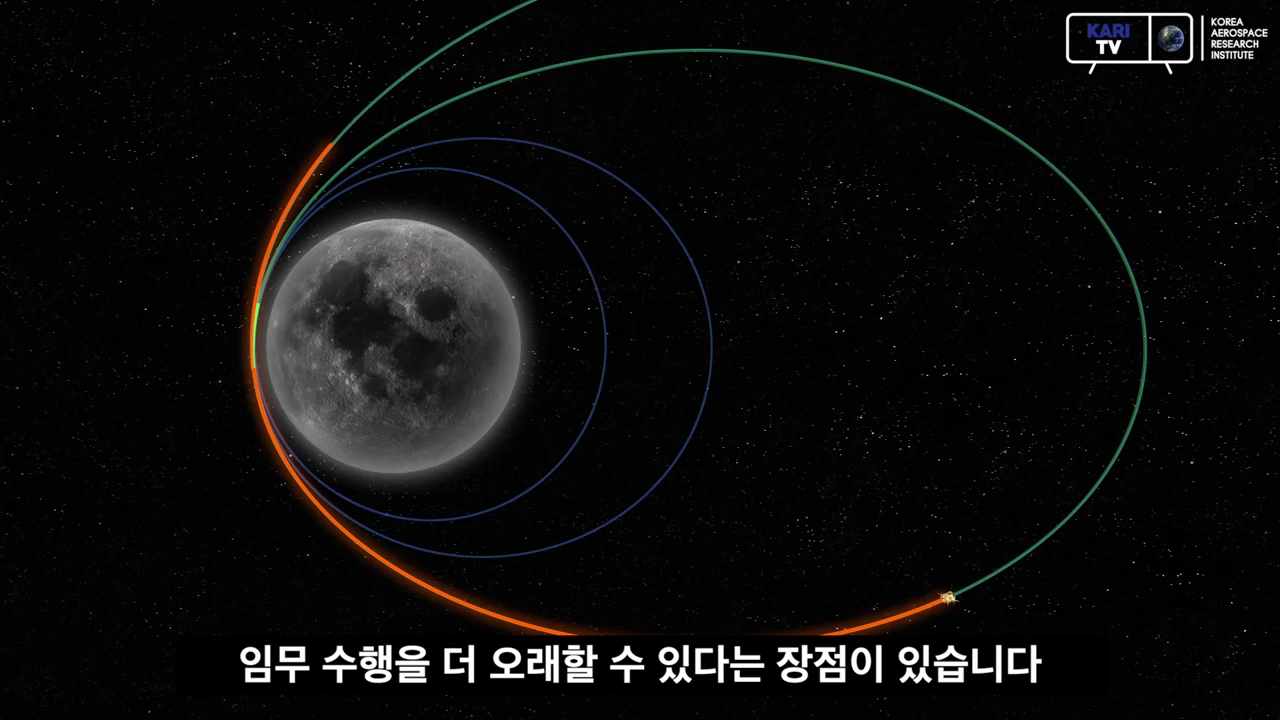 KARI
TV
KOREA
AEROSPACE
RESEARCH
INSTITUTE
임무 수행을 더 오래할 수 있다는 장점이 있습니다